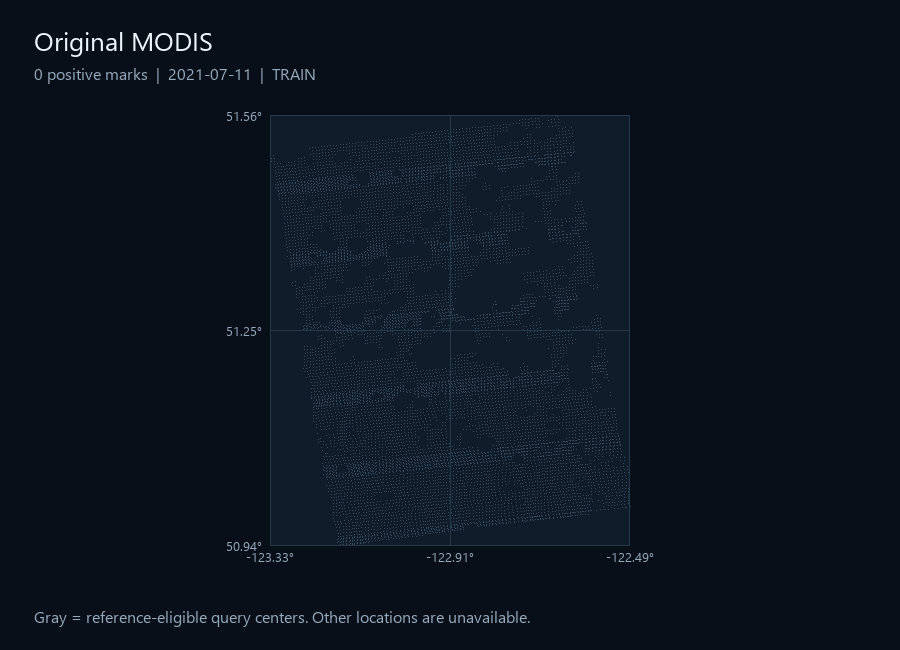 Original MODIS
0 positive marks | 2021-07-11 | TRAIN
51.56°
51.25°
50.94°
-123.33°
-122.91°
-122.49°
Gray = reference-eligible query centers. Other locations are unavailable.